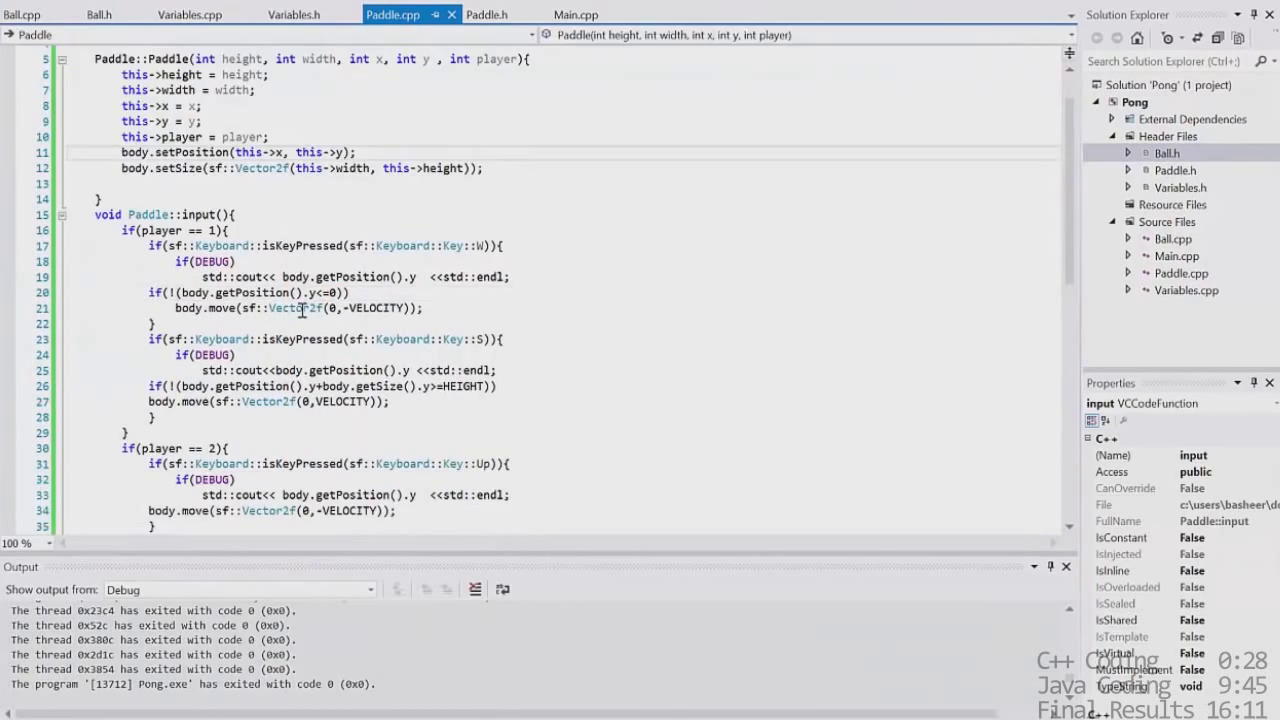 Ball.cpp Ball.h Variables.cpp Variables.h Paddle.cpp Paddle.h Main.cpp
Paddle Paddle(int height, int width, int x, int y, int player)
5 Paddle::Paddle(int height, int width, int x, int y , int player){
6 this->height = height;
7 this->width = width;
8 this->x = x;
9 this->y = y;
10 this->player = player;
11 body.setPosition(this->x, this->y);
12 body.setSize(sf::Vector2f(this->width, this->height));
13
14 }
15 void Paddle::input(){
16 if(player == 1){
17 if(sf::Keyboard::isKeyPressed(sf::Keyboard::Key::W)){
18 if(DEBUG)
19 std::cout<< body.getPosition().y <<std::endl;
20 if(!(body.getPosition().y<=0))
21 body.move(sf::Vector2f(0,-VELOCITY));
22 }
23 if(sf::Keyboard::isKeyPressed(sf::Keyboard::Key::S)){
24 if(DEBUG)
25 std::cout<<body.getPosition().y <<std::endl;
26 if(!(body.getPosition().y+body.getSize().y>=HEIGHT))
27 body.move(sf::Vector2f(0,VELOCITY));
28 }
29 }
30 if(player == 2){
31 if(sf::Keyboard::isKeyPressed(sf::Keyboard::Key::Up)){
32 if(DEBUG)
33 std::cout<< body.getPosition().y <<std::endl;
34 body.move(sf::Vector2f(0,-VELOCITY));
35 }
100 %
Output
Show output from: Debug
The thread 0x23c4 has exited with code 0 (0x0).
The thread 0x52c has exited with code 0 (0x0).
The thread 0x380c has exited with code 0 (0x0).
The thread 0x2d1c has exited with code 0 (0x0).
The thread 0x3854 has exited with code 0 (0x0).
The program '[13712] Pong.exe' has exited with code 0 (0x0).
Solution Explorer
Search Solution Explorer (Ctrl+;)
Solution 'Pong' (1 project)
Pong
External Dependencies
Header Files
Ball.h
Paddle.h
Variables.h
Resource Files
Source Files
Ball.cpp
Main.cpp
Paddle.cpp
Variables.cpp
Properties
input VCCodeFunction
C++
(Name) input
Access public
CanOverride False
File c:\users\basheer\do
FullName Paddle::input
IsConstant False
IsInjected False
IsInline False
IsOverloaded False
IsSealed False
IsShared False
IsTemplate False
IsVirtual False
MustImplement False
TypeString void
C++
C++ Coding 0:28
Java Coding 9:45
Final Results 16:11